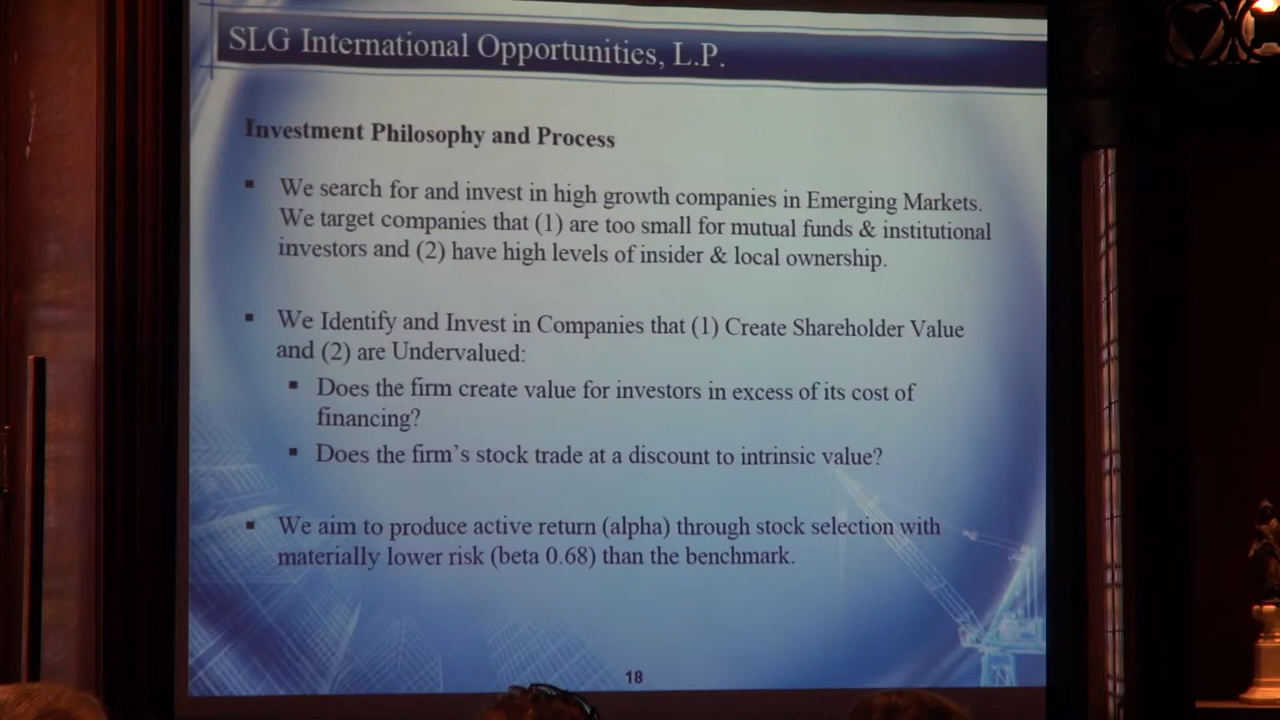 SLG International Opportunities, L.P.
Investment Philosophy and Process
▪ We search for and invest in high growth companies in Emerging Markets.
We target companies that (1) are too small for mutual funds & institutional
investors and (2) have high levels of insider & local ownership.
▪ We Identify and Invest in Companies that (1) Create Shareholder Value
and (2) are Undervalued:
▪ Does the firm create value for investors in excess of its cost of
financing?
▪ Does the firm’s stock trade at a discount to intrinsic value?
▪ We aim to produce active return (alpha) through stock selection with
materially lower risk (beta 0.68) than the benchmark.
18